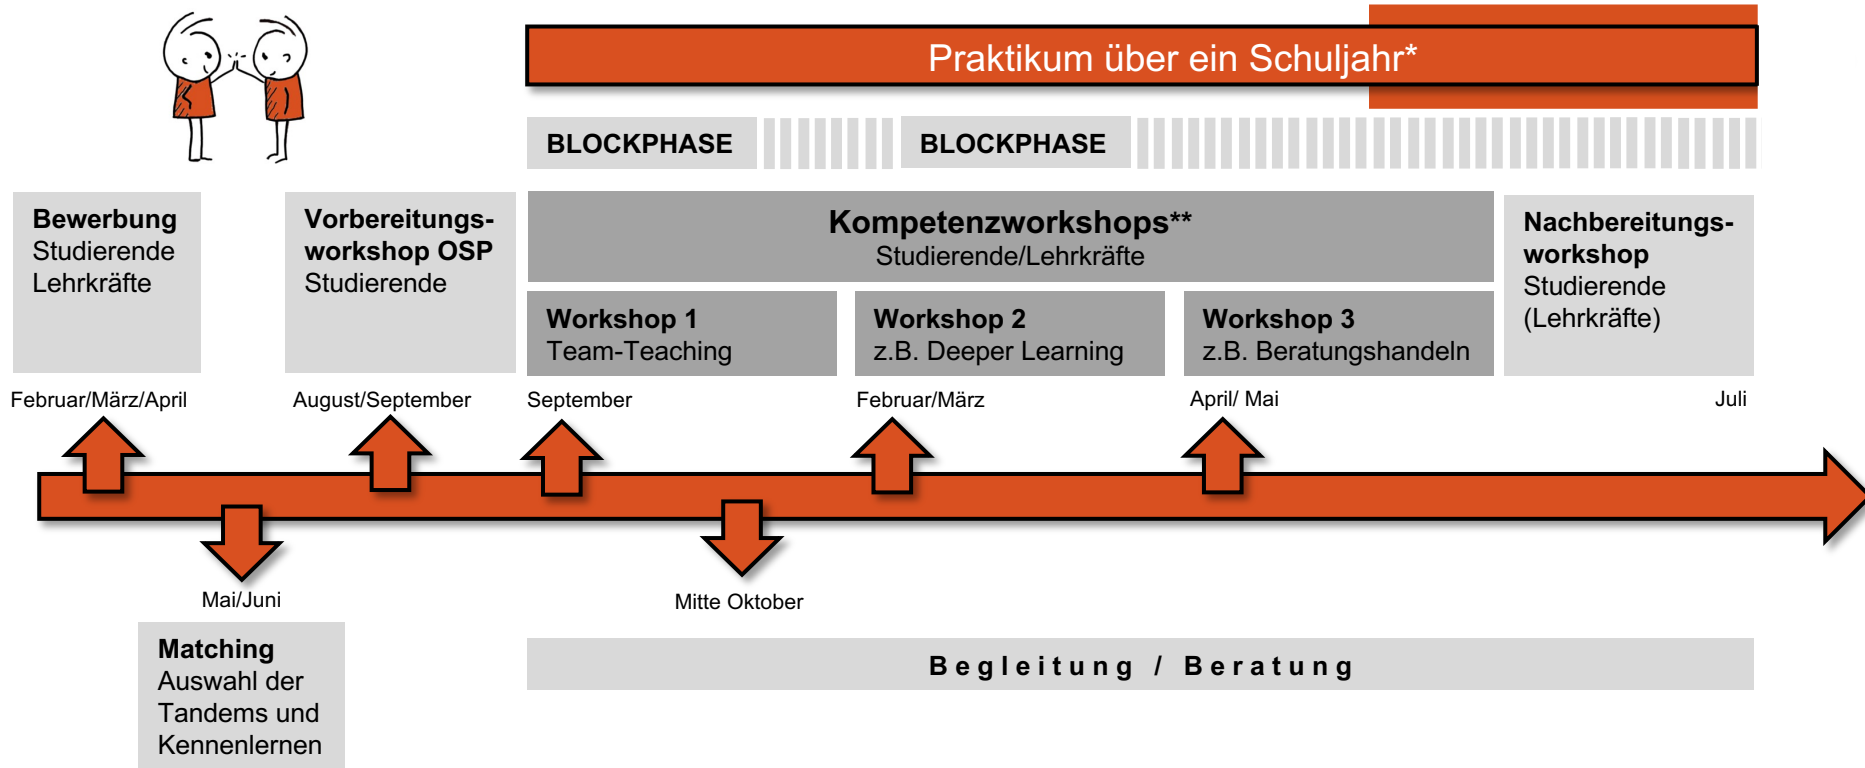 Praktikum über ein Schuljahr*
BLOCKPHASE
BLOCKPHASE
Bewerbung
Studierende
Lehrkräfte
Vorbereitungs-
workshop OSP
Studierende
Kompetenzworkshops**
Studierende/Lehrkräfte
Workshop 1
Team-Teaching
Workshop 2
z.B. Deeper Learning
Workshop 3
z.B. Beratungshandeln
Nachbereitungs-
workshop
Studierende
(Lehrkräfte)
Februar/März/April
August/September
September
Februar/März
April/ Mai
Juli
Mai/Juni
Mitte Oktober
Matching
Auswahl der
Tandems und
Kennenlernen
Begleitung / Beratung